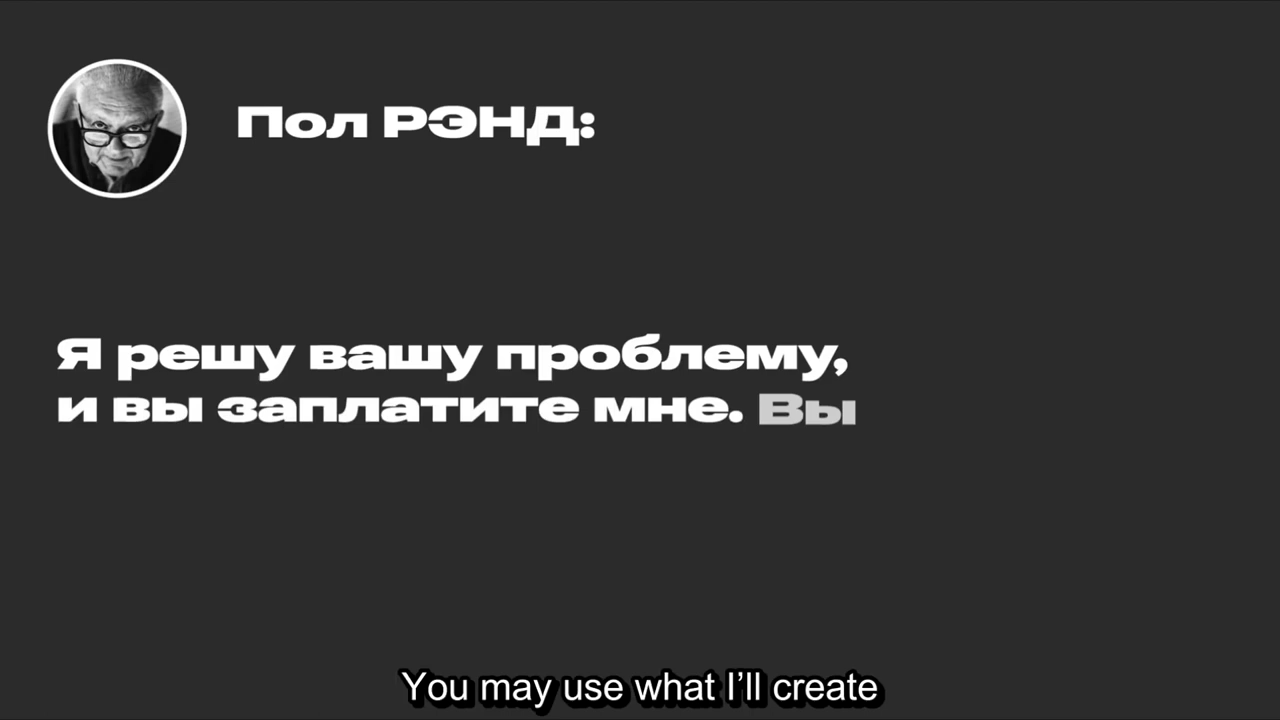 Пол РЭНД:
Я решу вашу проблему,
и вы заплатите мне. Вы
You may use what I’ll create